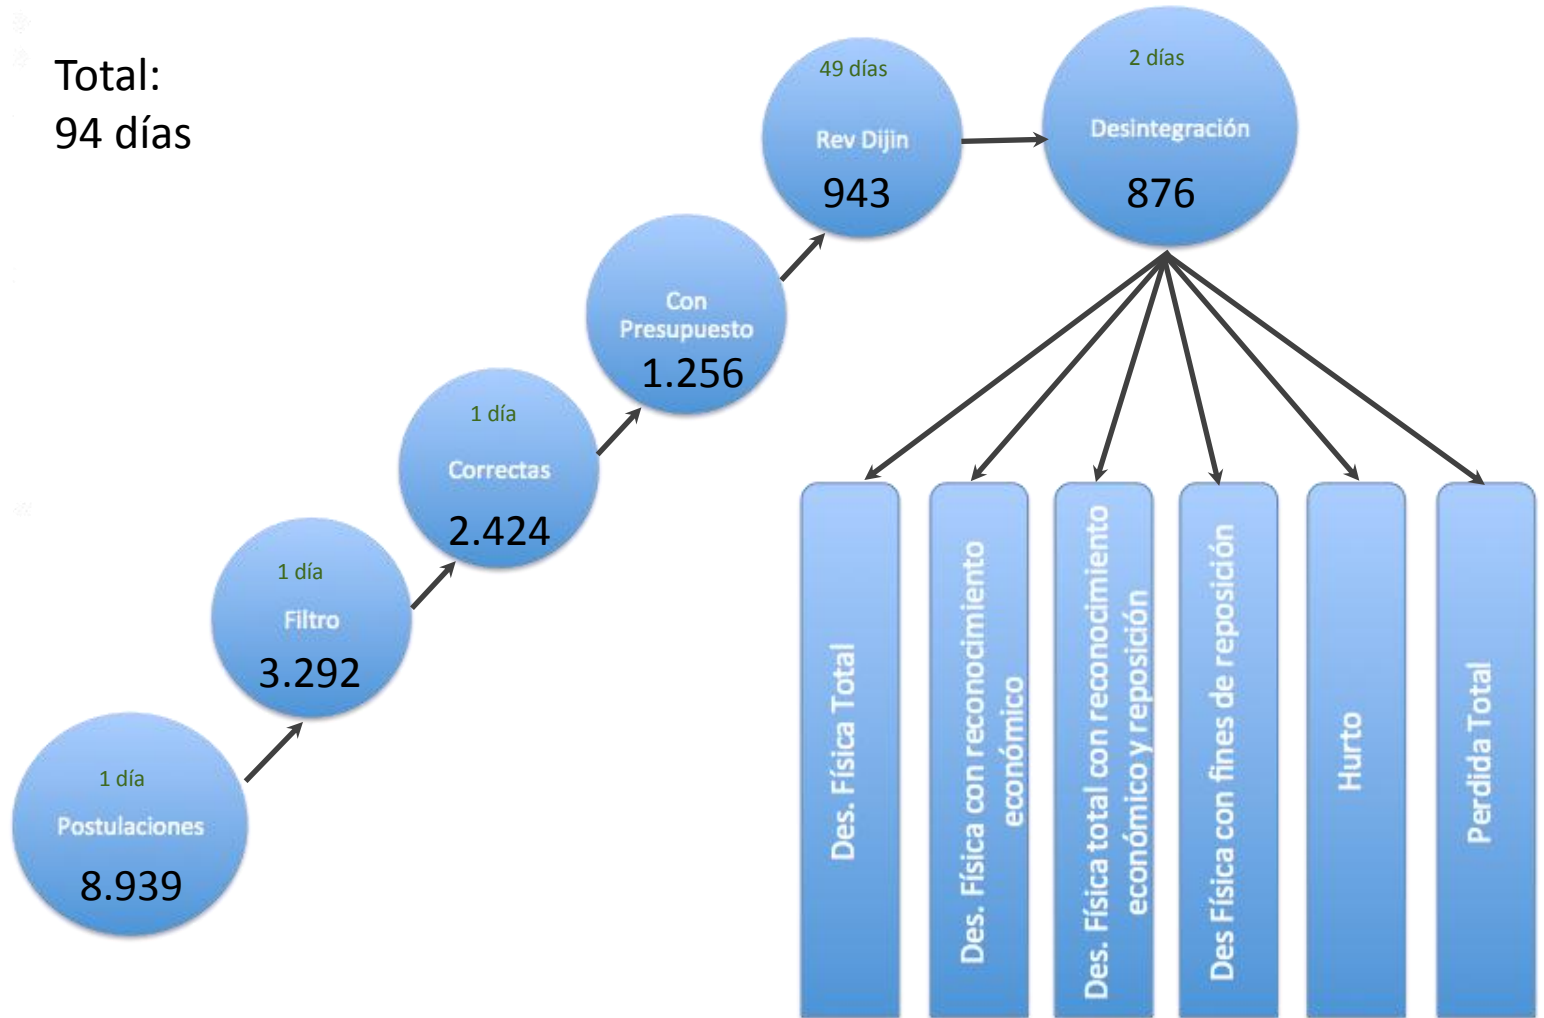 Total:
94 días
1 día
Postulaciones
8.939
1 día
Filtro
3.292
1 día
Correctas
2.424
Con
Presupuesto
1.256
49 días
Rev Dijin
943
2 días
Desintegración
876
Des. Física Total
Des. Física con reconocimiento
económico
Des. Física total con reconocimiento
económico y reposición
Des Física con fines de reposición
Hurto
Perdida Total